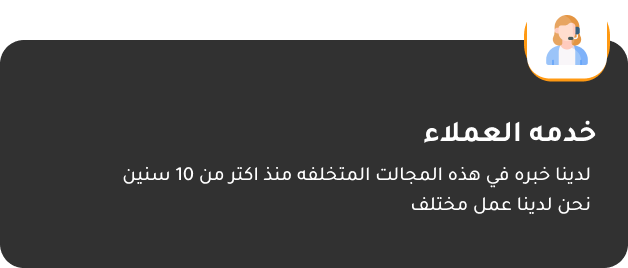 خدمه العملاء
لدينا خبره في هذه المجالت المتخلفه منذ اكتر من 10 سنين
نحن لدينا عمل مختلف